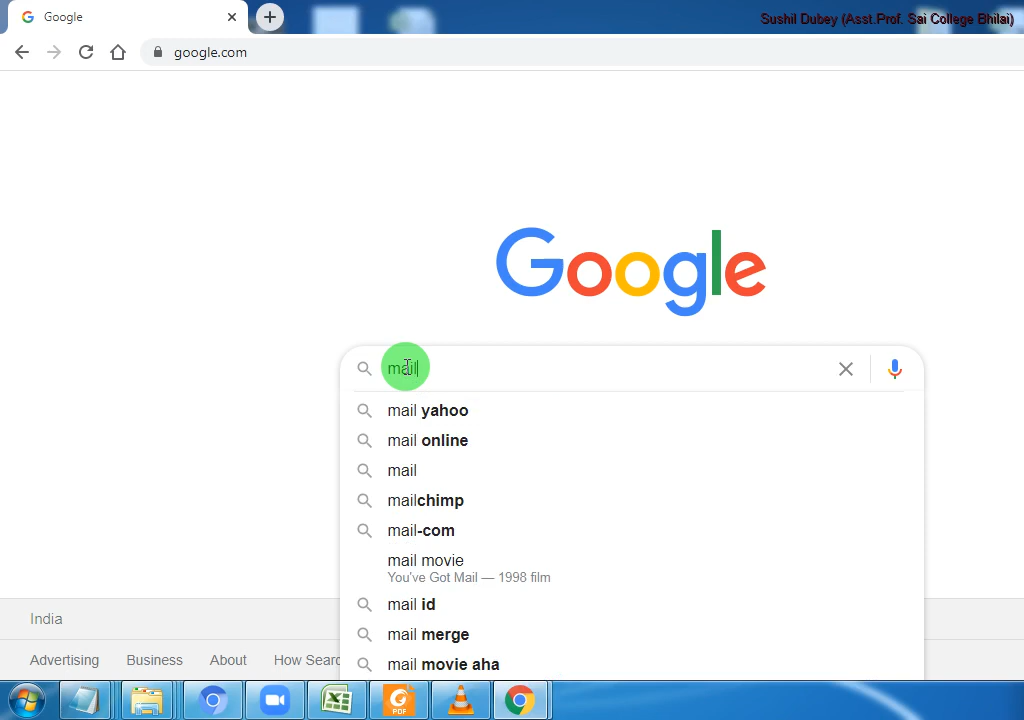 Google
Sushil Dubey (Asst.Prof. Sai College Bhilai)
google.com
Google
mail
mail yahoo
mail online
mail
mailchimp
mail-com
mail movie
You've Got Mail — 1998 film
mail id
mail merge
mail movie aha
India
Advertising Business About How Searc
PDF